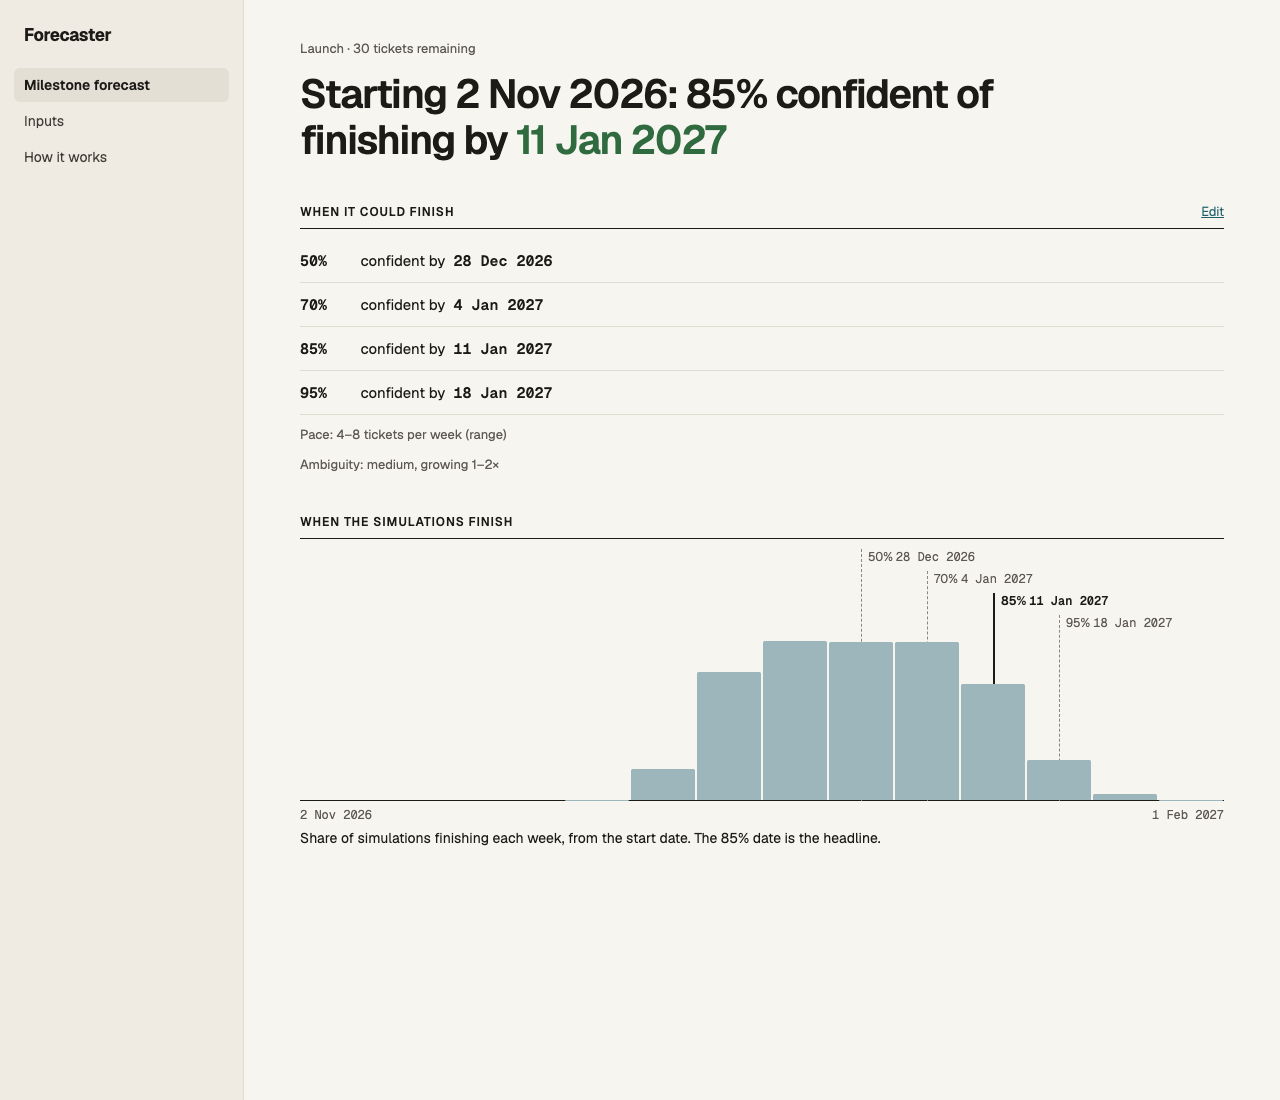 Forecaster
Milestone forecast
Inputs
How it works
Launch · 30 tickets remaining
Starting 2 Nov 2026: 85% confident of
finishing by 11 Jan 2027
WHEN IT COULD FINISH
Edit
50% confident by 28 Dec 2026
70% confident by 4 Jan 2027
85% confident by 11 Jan 2027
95% confident by 18 Jan 2027
Pace: 4–8 tickets per week (range)
Ambiguity: medium, growing 1–2×
WHEN THE SIMULATIONS FINISH
50% 28 Dec 2026
70% 4 Jan 2027
85% 11 Jan 2027
95% 18 Jan 2027
2 Nov 2026
1 Feb 2027
Share of simulations finishing each week, from the start date. The 85% date is the headline.